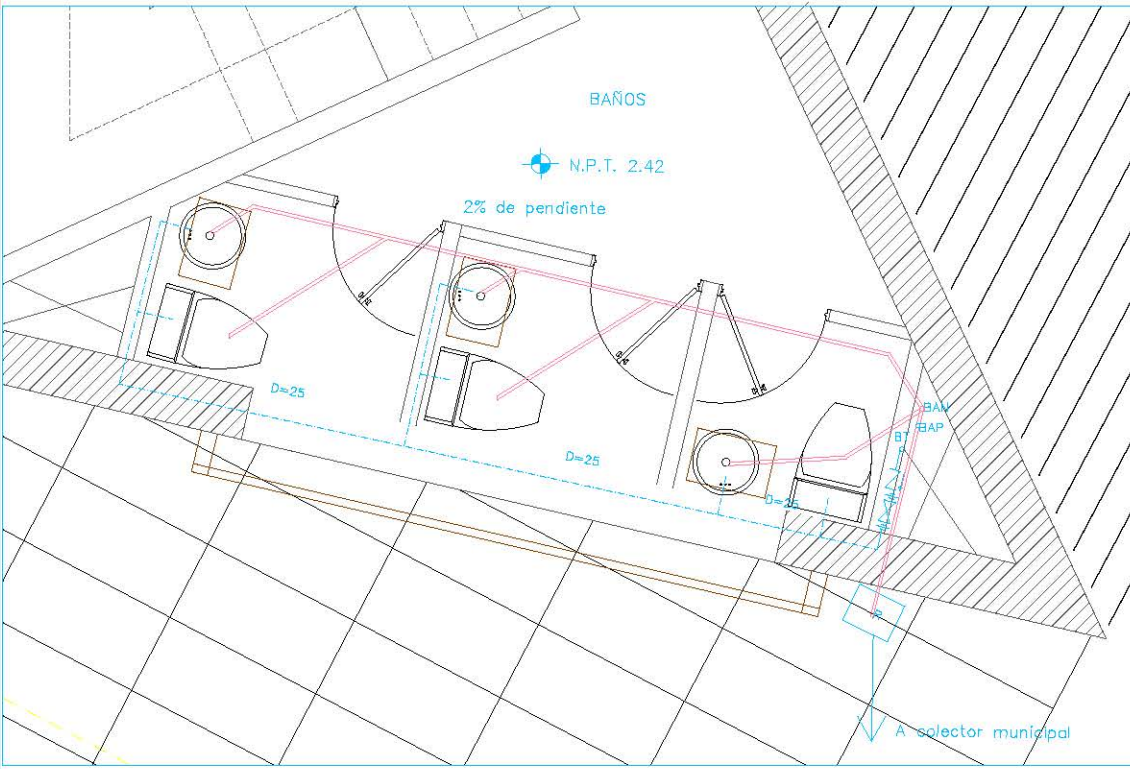 BAÑOS
N.P.T. 2.42
2% de pendiente
D=25
BAN
BAP
BT
D=25
D=25
A colector municipal